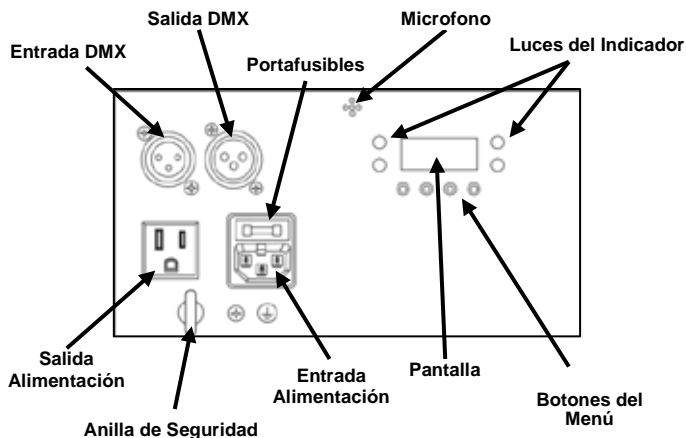 Salida DMX
Microfono
Entrada DMX
Luces del Indicador
Portafusibles
Salida
Alimentación
Entrada
Alimentación
Pantalla
Botones del
Menú
Anilla de Seguridad